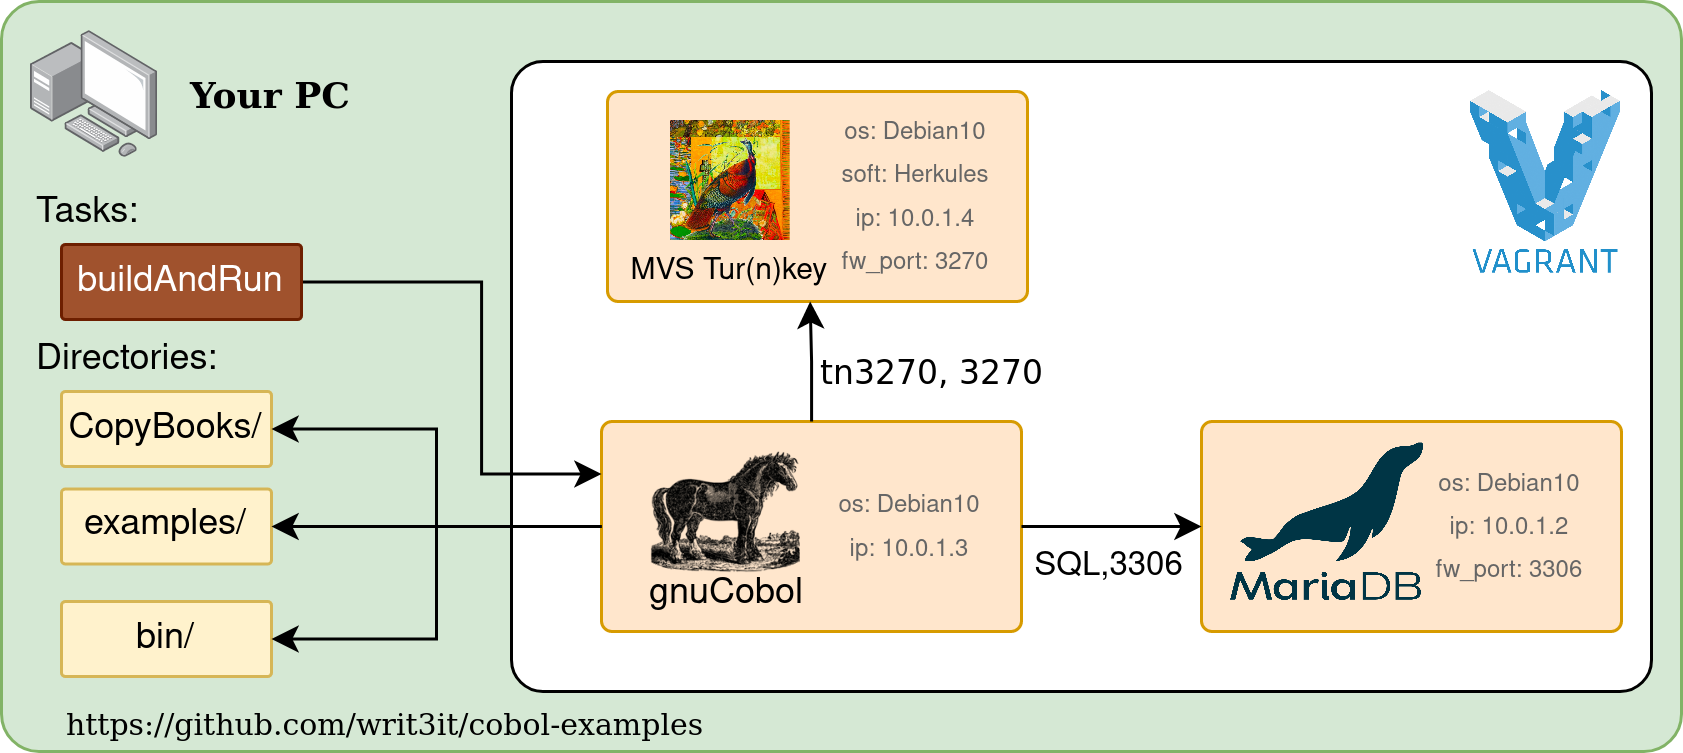 Your PC
Tasks:
buildAndRun
Directories:
CopyBooks/
examples/
bin/
https://github.com/writ3it/cobol-examples
os: Debian10
soft: Herkules
ip: 10.0.1.4
fw_port: 3270
MVS Tur(n)key
VAGRANT
tn3270, 3270
os: Debian10
ip: 10.0.1.3
gnuCobol
SQL,3306
os: Debian10
ip: 10.0.1.2
fw_port: 3306
MariaDB